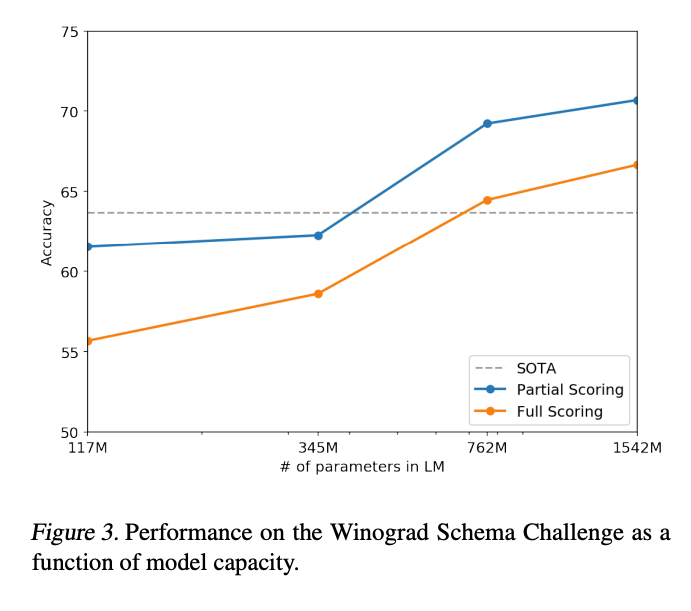 75
70
65
60
55
50
Accuracy
SOTA
Partial Scoring
Full Scoring
117M 345M 762M 1542M
# of parameters in LM
Figure 3. Performance on the Winograd Schema Challenge as a
function of model capacity.